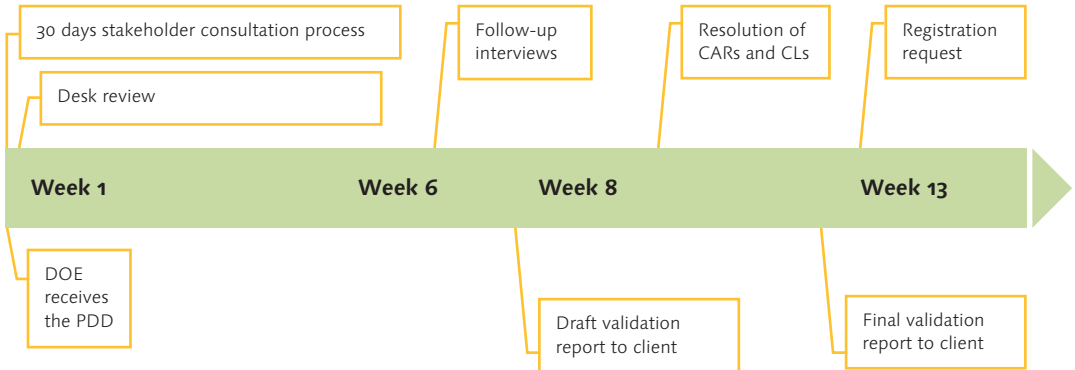 30 days stakeholder consultation process
Desk review
Follow-up
interviews
Resolution of
CARs and CLs
Registration
request
Week 1
Week 6
Week 8
Week 13
DOE
receives
the PDD
Draft validation
report to client
Final validation
report to client